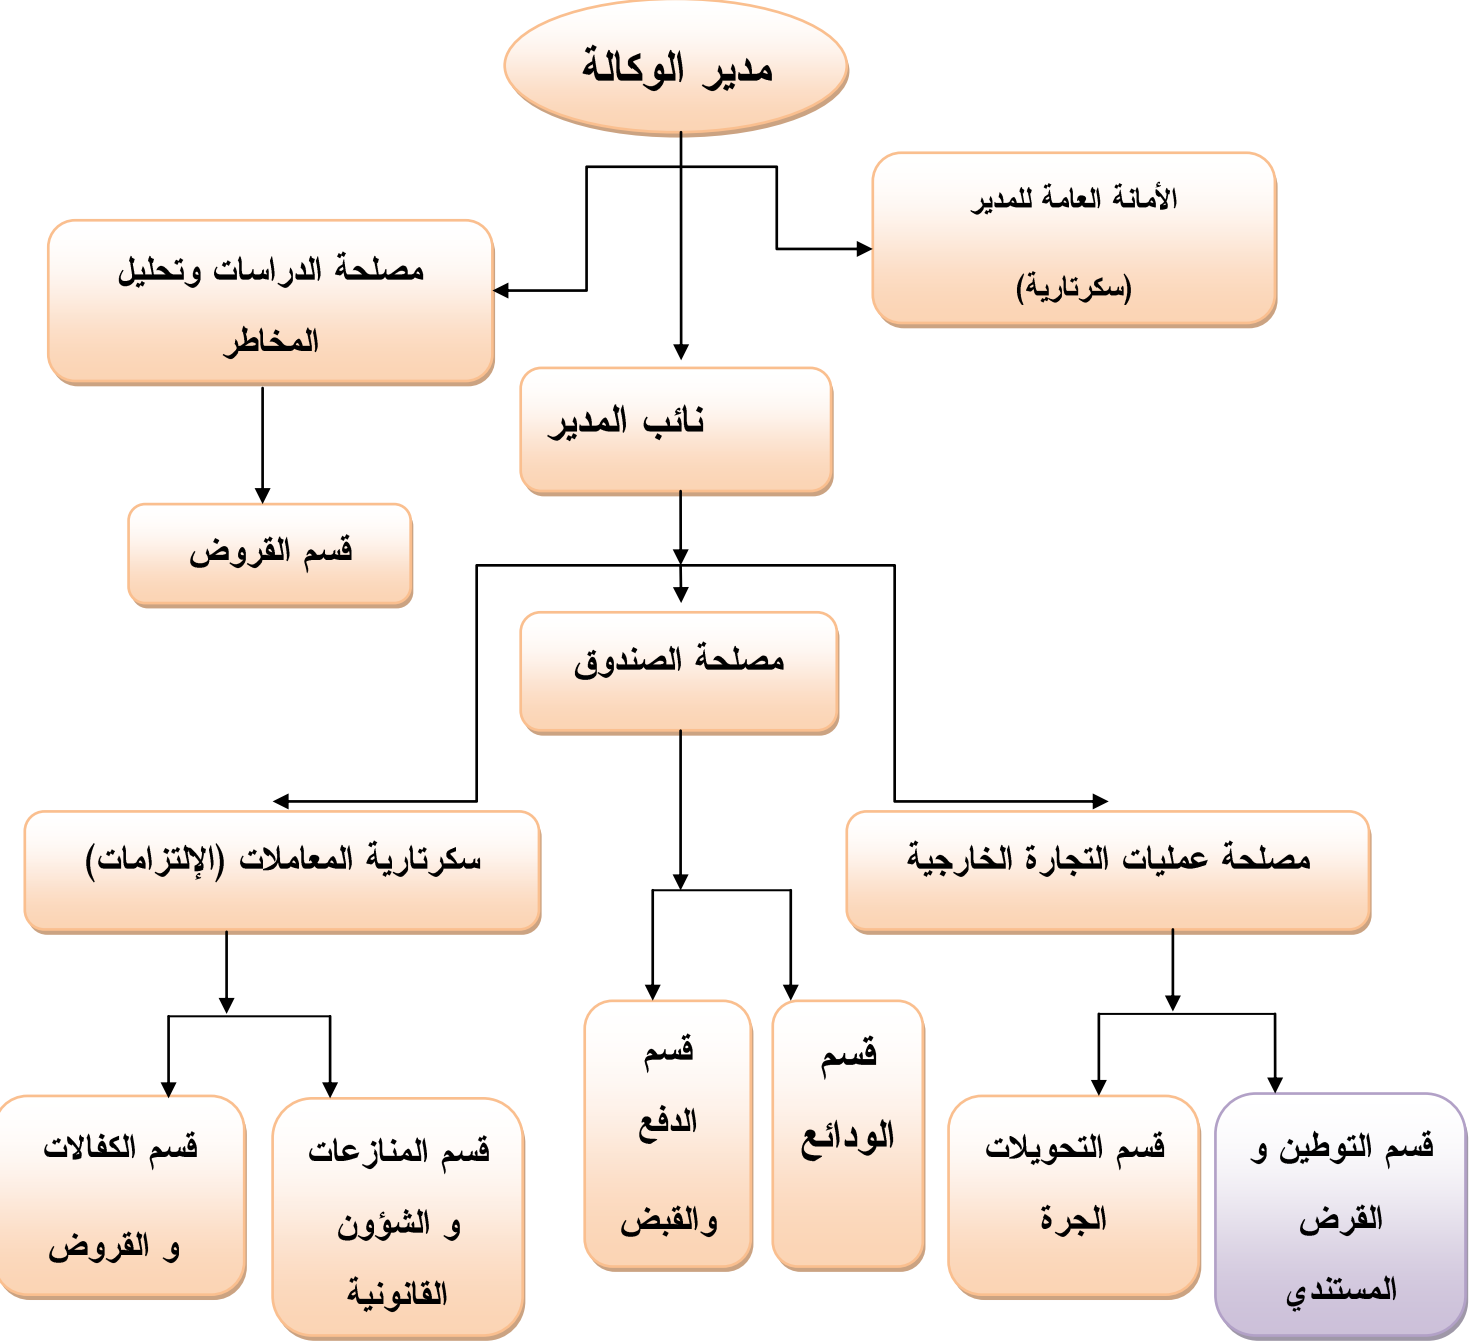 مدير الوكالة
الأمانة العامة للمدير
(سكرتارية)
مصلحة الدراسات وتحليل
المخاطر
نائب المدير
قسم القروض
مصلحة الصندوق
مصلحة عمليات التجارة الخارجية
سكرتارية المعاملات (الإلتزامات)
قسم التوطين و
القرض
المستندي
قسم التحويلات
الجرة
قسم
الودائع
قسم
الدفع
والقبض
قسم المنازعات
و الشؤون
القانونية
قسم الكفالات
و القروض